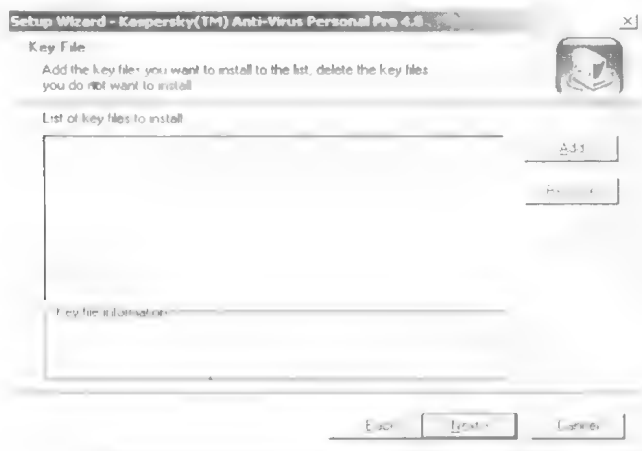 Setup Wizard - Kaspersky(TM) Anti-Virus Personal Pro 4.0
Key File
Add the key files you want to install to the list, delete the key files
you do not want to install
List of key files to install
Add
Key file information
Back
Next >
Cancel